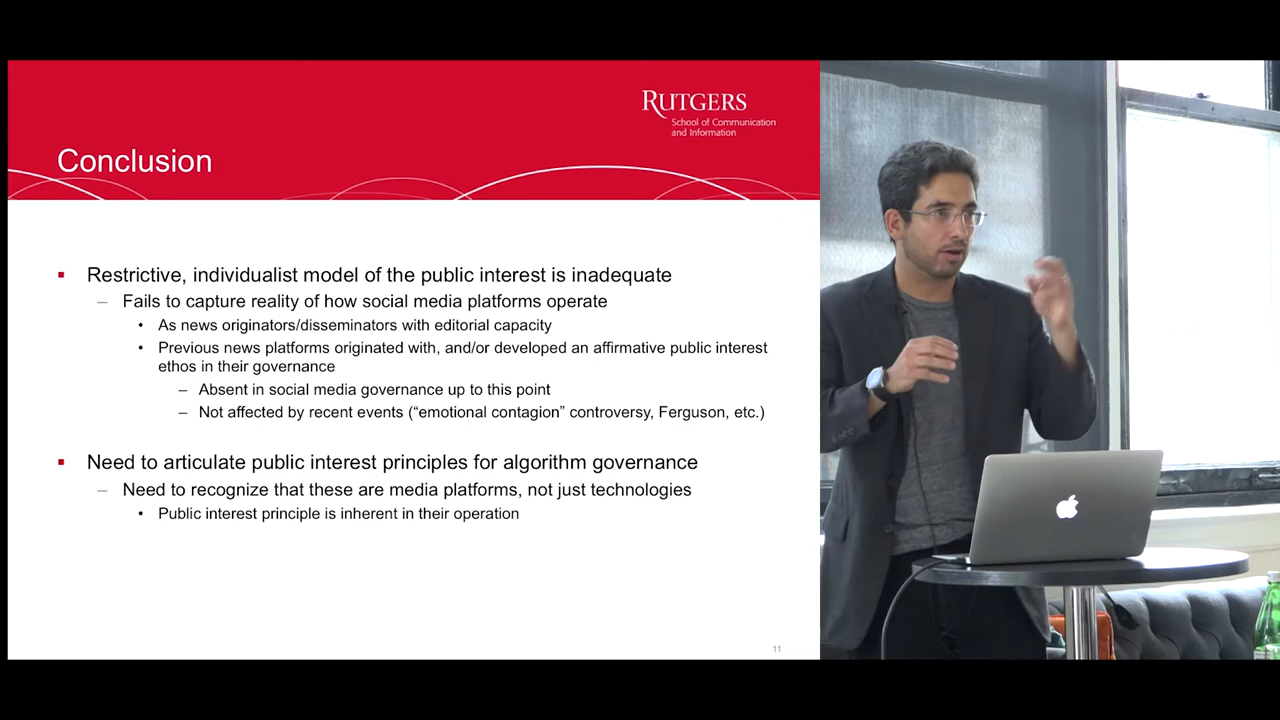 RUTGERS
School of Communication
and Information
Conclusion
▪ Restrictive, individualist model of the public interest is inadequate
– Fails to capture reality of how social media platforms operate
• As news originators/disseminators with editorial capacity
• Previous news platforms originated with, and/or developed an affirmative public interest
ethos in their governance
– Absent in social media governance up to this point
– Not affected by recent events (“emotional contagion” controversy, Ferguson, etc.)
▪ Need to articulate public interest principles for algorithm governance
– Need to recognize that these are media platforms, not just technologies
• Public interest principle is inherent in their operation
11